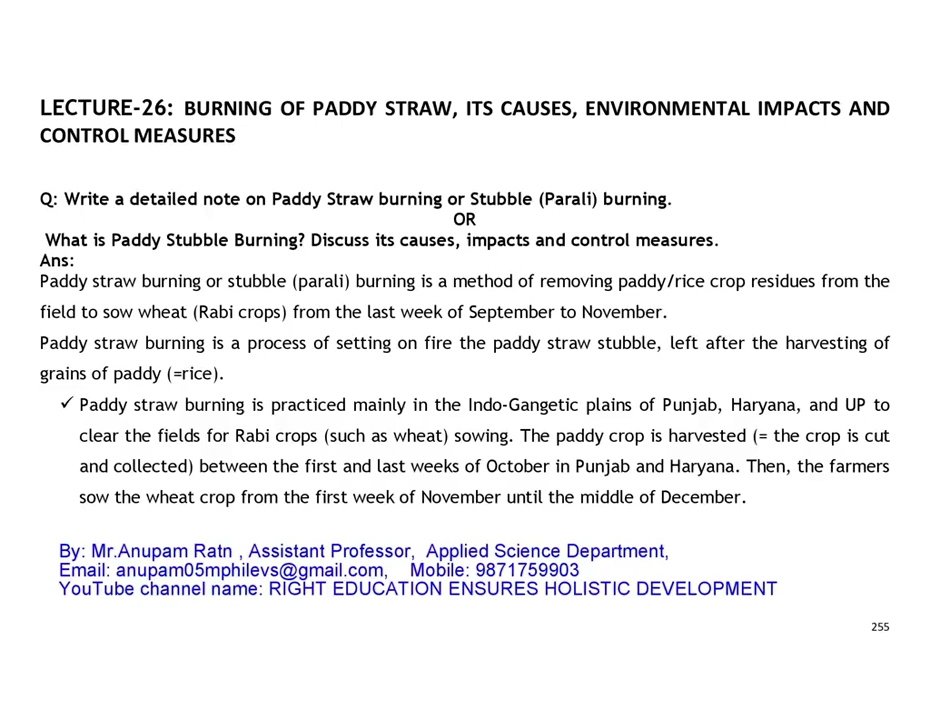 LECTURE-26: BURNING OF PADDY STRAW, ITS CAUSES, ENVIRONMENTAL IMPACTS AND
CONTROL MEASURES
Q: Write a detailed note on Paddy Straw burning or Stubble (Parali) burning.
OR
What is Paddy Stubble Burning? Discuss its causes, impacts and control measures.
Ans:
Paddy straw burning or stubble (parali) burning is a method of removing paddy/rice crop residues from the
field to sow wheat (Rabi crops) from the last week of September to November.
Paddy straw burning is a process of setting on fire the paddy straw stubble, left after the harvesting of
grains of paddy (=rice).
✓ Paddy straw burning is practiced mainly in the Indo-Gangetic plains of Punjab, Haryana, and UP to
clear the fields for Rabi crops (such as wheat) sowing. The paddy crop is harvested (= the crop is cut
and collected) between the first and last weeks of October in Punjab and Haryana. Then, the farmers
sow the wheat crop from the first week of November until the middle of December.
By: Mr.Anupam Ratn , Assistant Professor, Applied Science Department,
Email: anupam05mphilevs@gmail.com, Mobile: 9871759903
YouTube channel name: RIGHT EDUCATION ENSURES HOLISTIC DEVELOPMENT
255